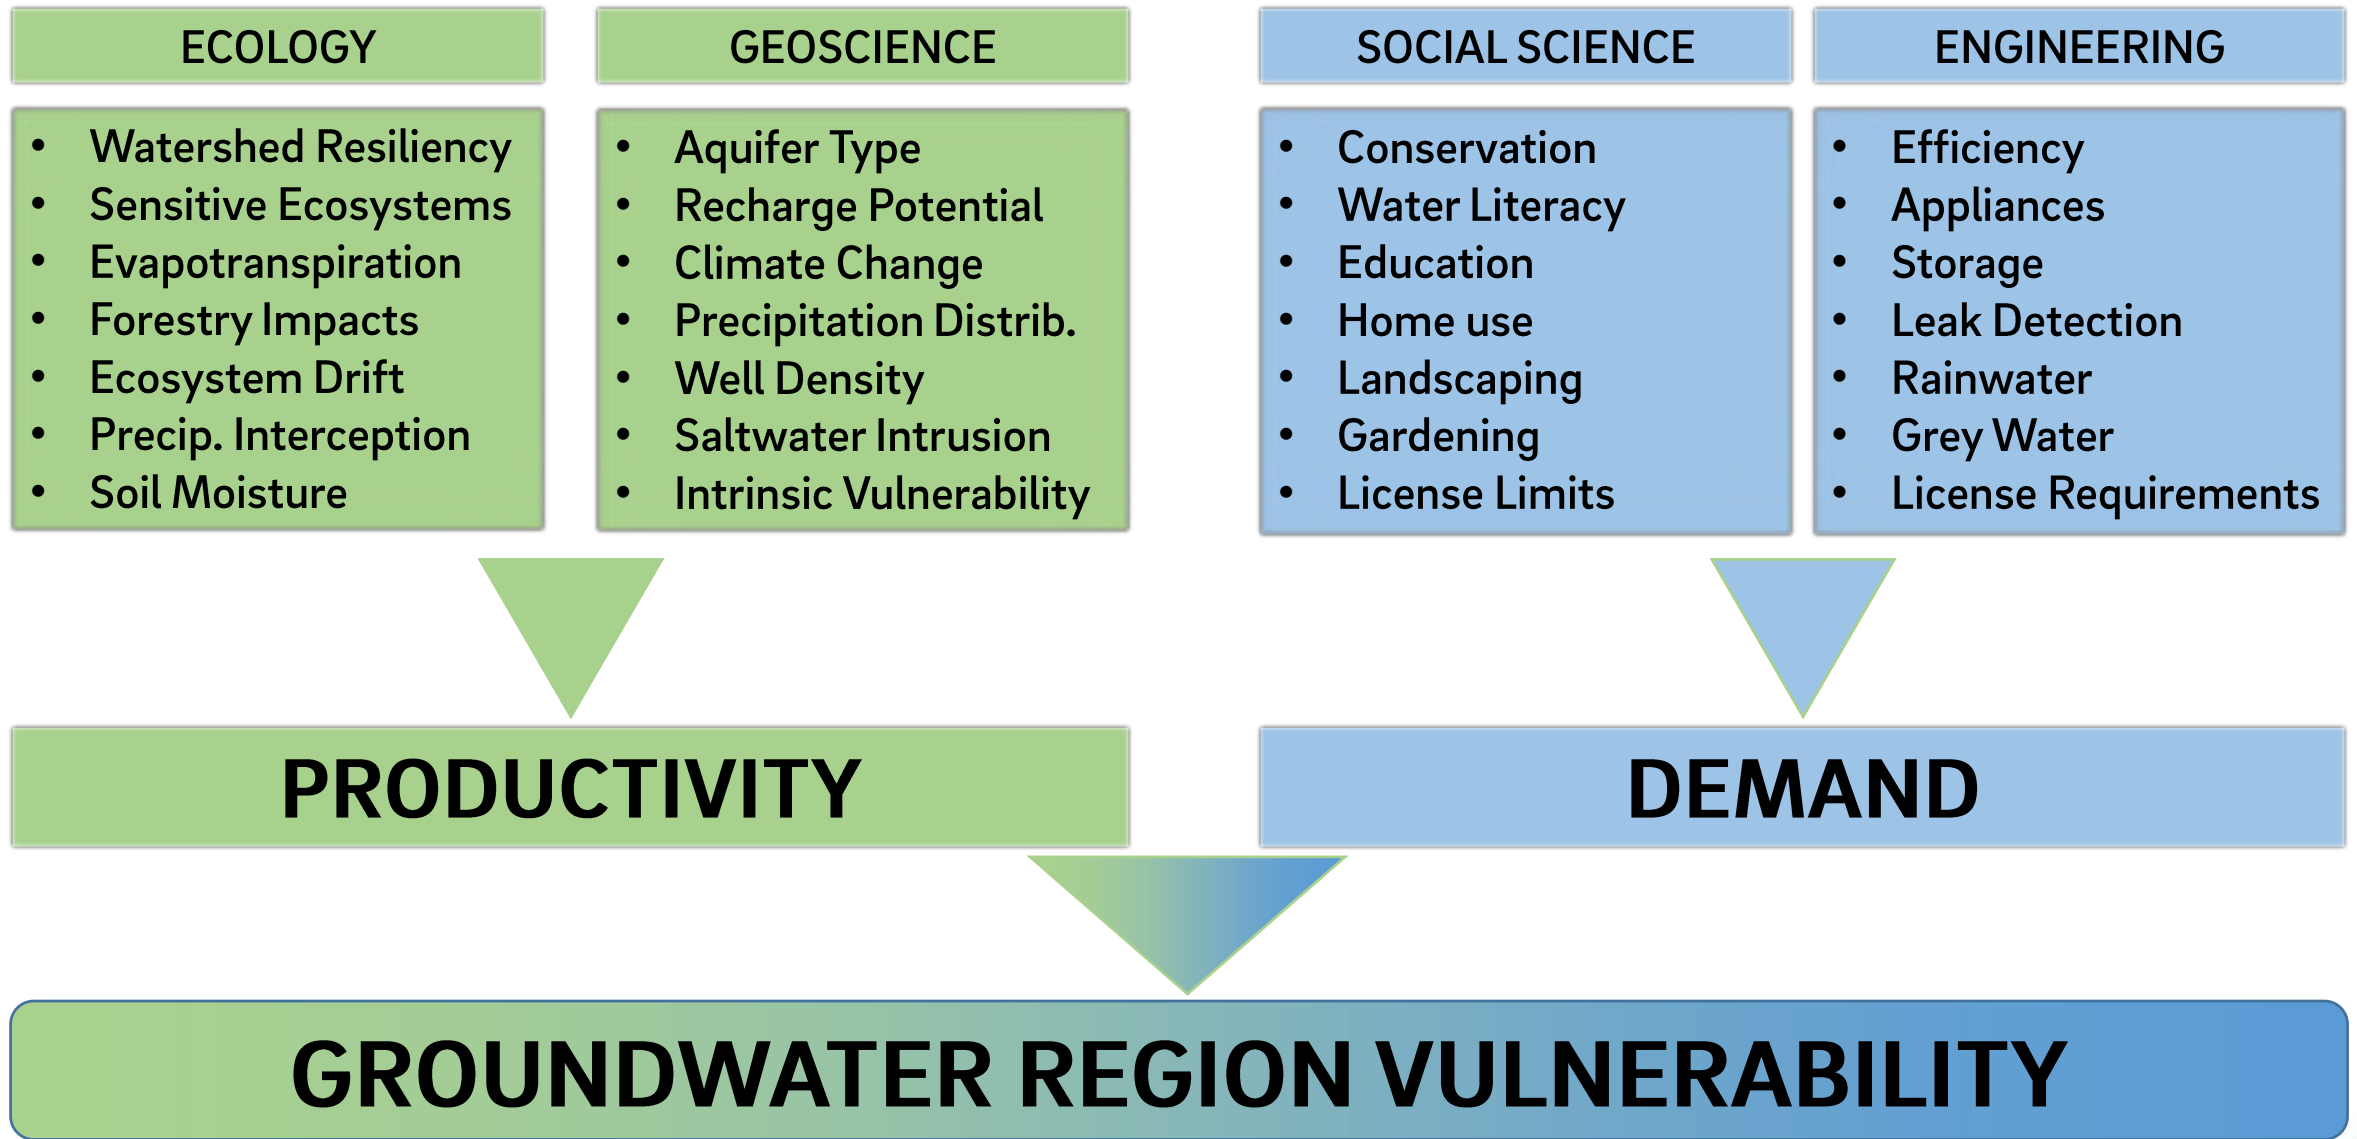 ECOLOGY
• Watershed Resiliency
• Sensitive Ecosystems
• Evapotranspiration
• Forestry Impacts
• Ecosystem Drift
• Precip. Interception
• Soil Moisture
GEOSCIENCE
• Aquifer Type
• Recharge Potential
• Climate Change
• Precipitation Distrib.
• Well Density
• Saltwater Intrusion
• Intrinsic Vulnerability
SOCIAL SCIENCE
• Conservation
• Water Literacy
• Education
• Home use
• Landscaping
• Gardening
• License Limits
ENGINEERING
• Efficiency
• Appliances
• Storage
• Leak Detection
• Rainwater
• Grey Water
• License Requirements
PRODUCTIVITY
DEMAND
GROUNDWATER REGION VULNERABILITY